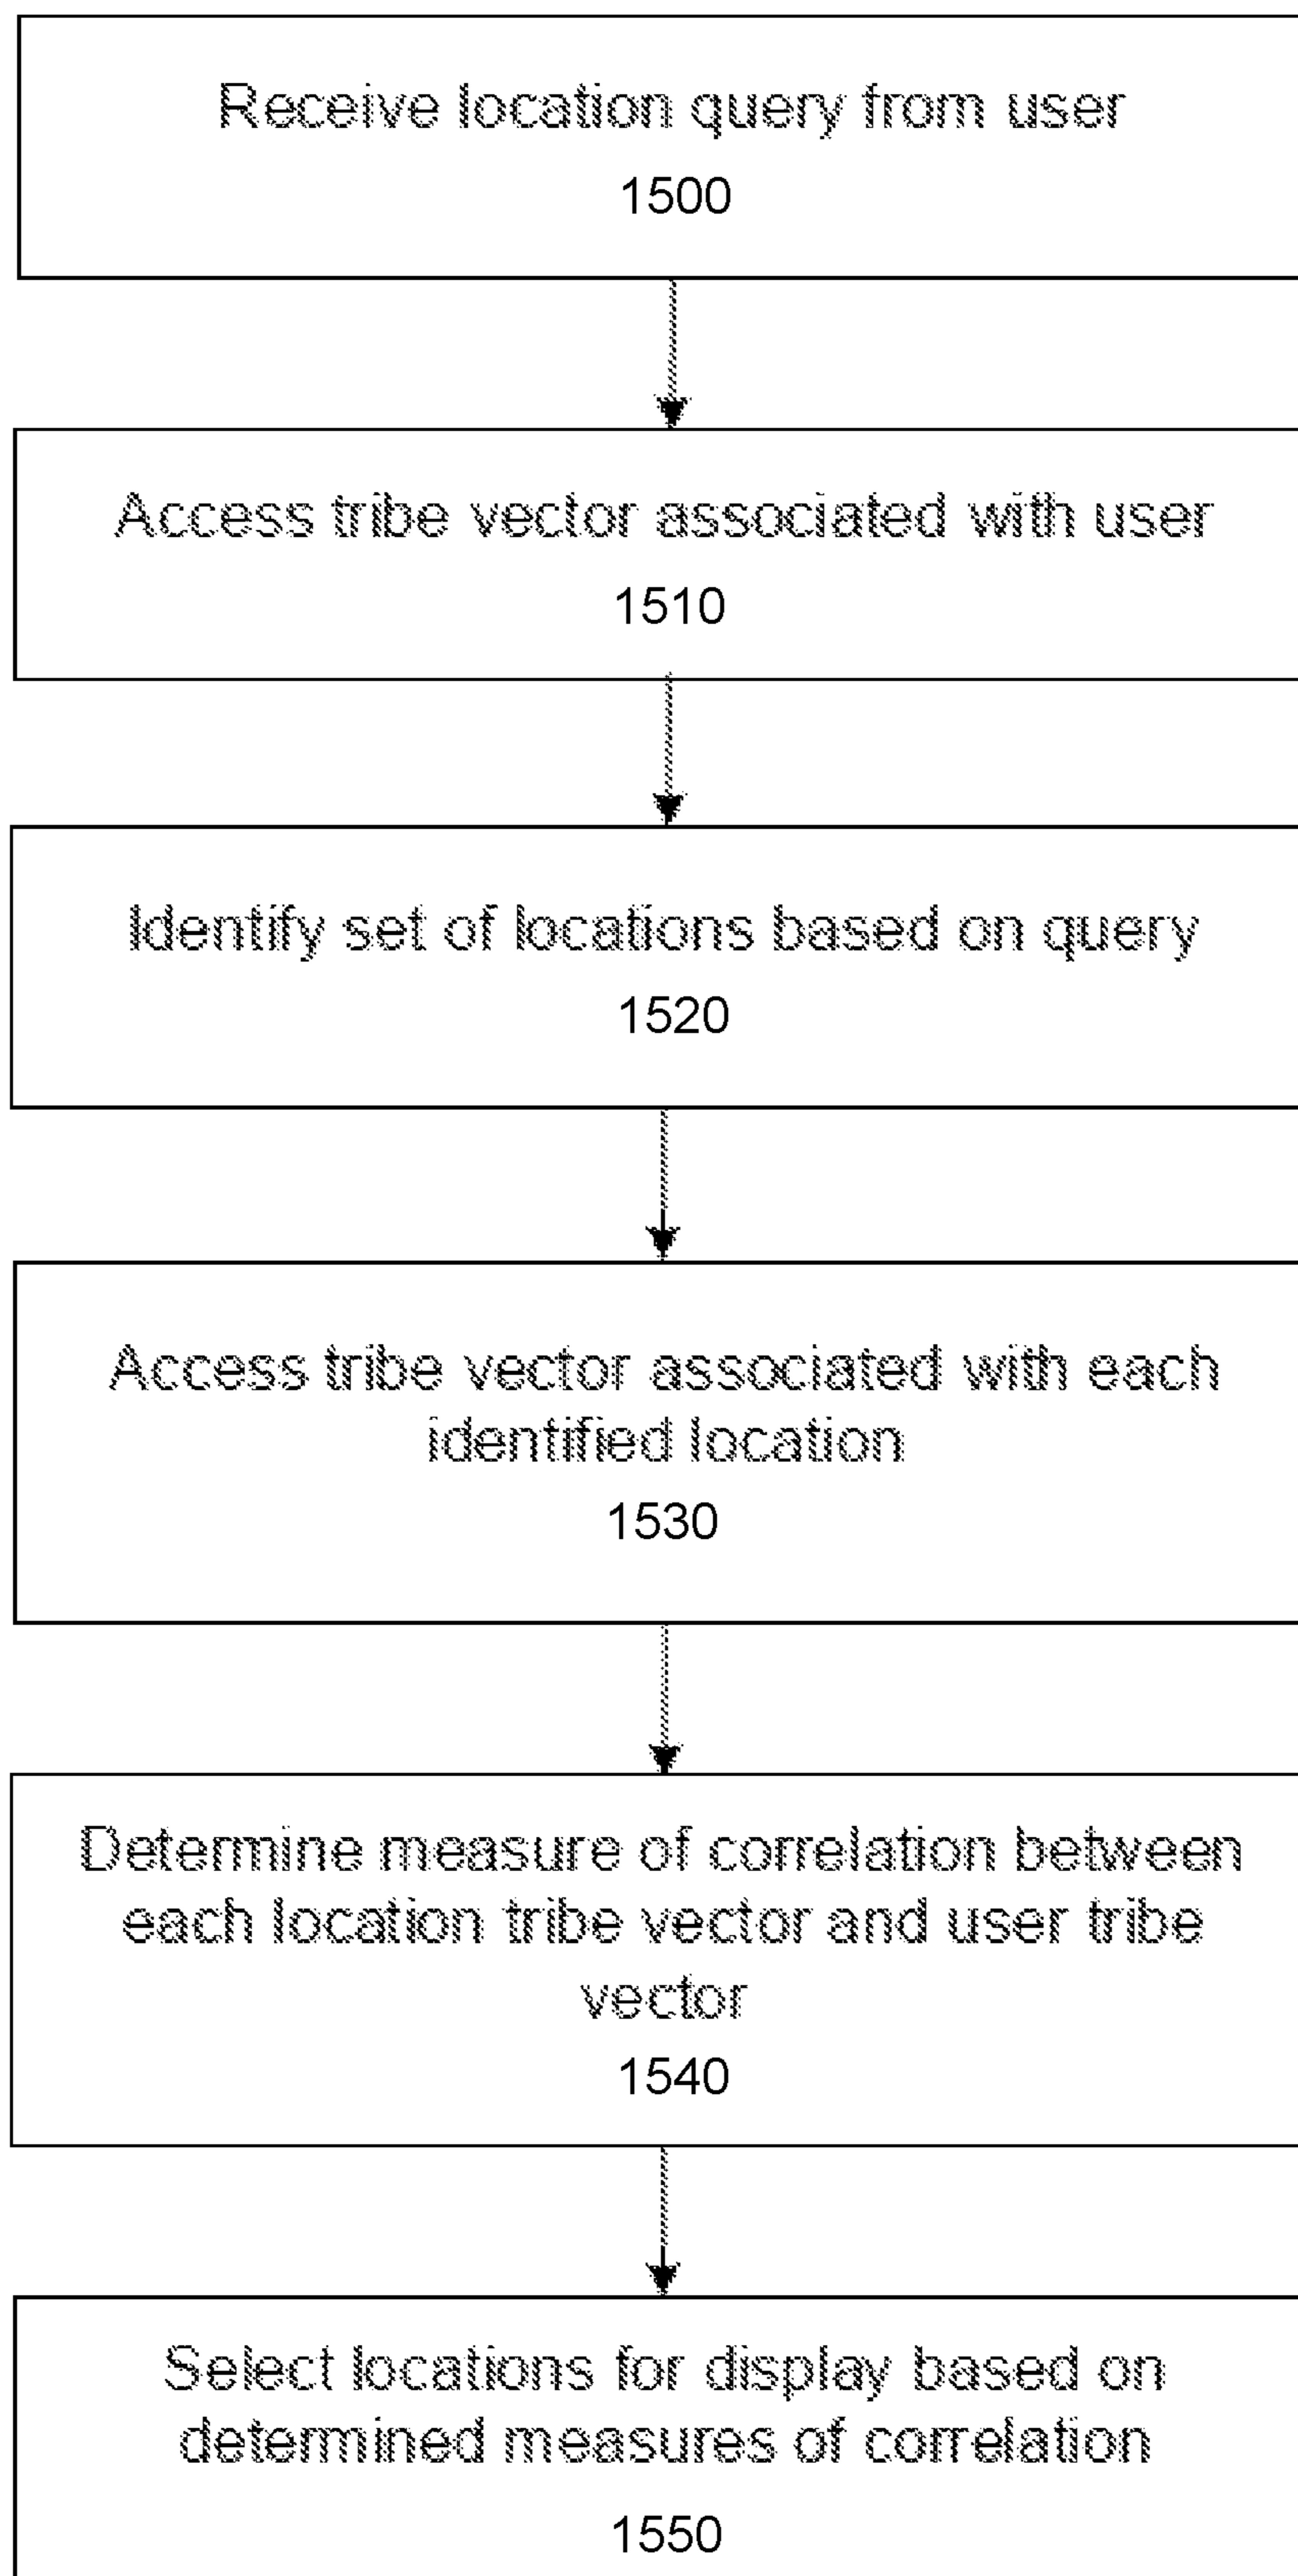 Receive location query from user
1500
Access tribe vector associated with user
1510
Identify set of locations based on query
1520
Access tribe vector associated with each
identified location
1530
Determine measure of correlation between
each location tribe vector and user tribe
vector
1540
Select locations for display based on
determined measures of correlation
1550